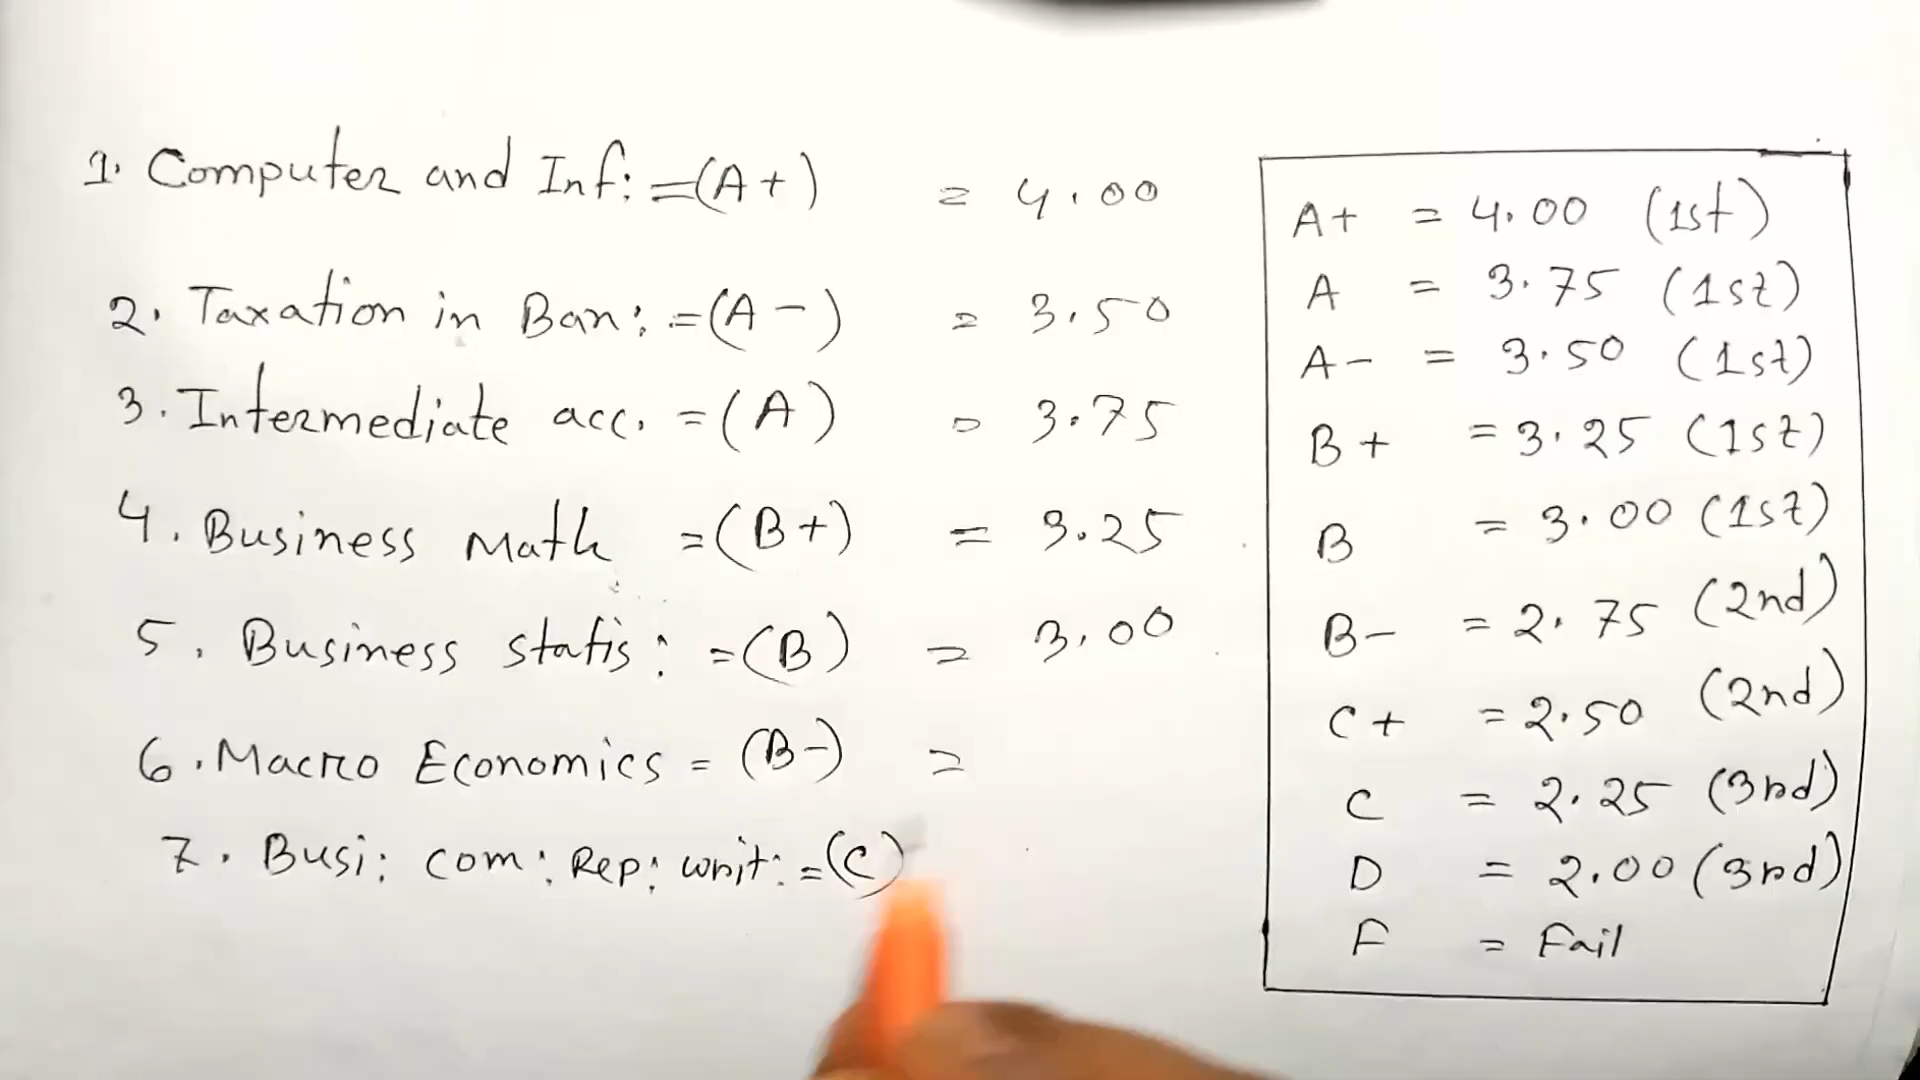 1. Computer and Inf: =(A+) = 4.00
2. Taxation in Ban: =(A-) = 3.50
3. Intermediate acc. =(A) = 3.75
4. Business Math =(B+) = 3.25
5. Business statis: =(B) = 3.00
6. Macro Economics = (B-) =
7. Busi: com: Rep: writ: =(C)
A+ = 4.00 (1st)
A = 3.75 (1st)
A- = 3.50 (1st)
B+ = 3.25 (1st)
B = 3.00 (1st)
B- = 2.75 (2nd)
C+ = 2.50 (2nd)
C = 2.25 (3rd)
D = 2.00 (3rd)
F = Fail